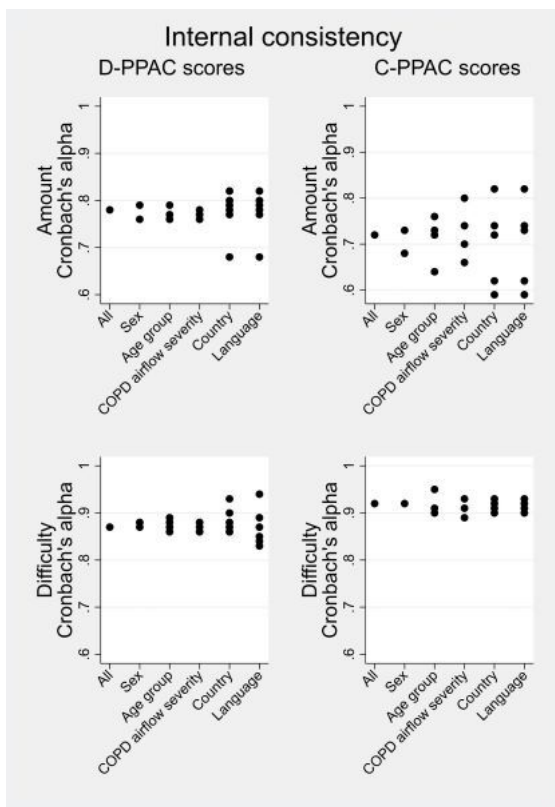 Internal consistency
D-PPAC scores
C-PPAC scores
Amount
Cronbach's alpha
1
.9
.8
.7
.6
All
Sex
Age group
COPD airflow severity
Country
Language
Amount
Cronbach's alpha
1
.9
.8
.7
.6
All
Sex
Age group
COPD airflow severity
Country
Language
Difficulty
Cronbach's alpha
1
.9
.8
.7
.6
All
Sex
Age group
COPD airflow severity
Country
Language
Difficulty
Cronbach's alpha
1
.9
.8
.7
.6
All
Sex
Age group
COPD airflow severity
Country
Language